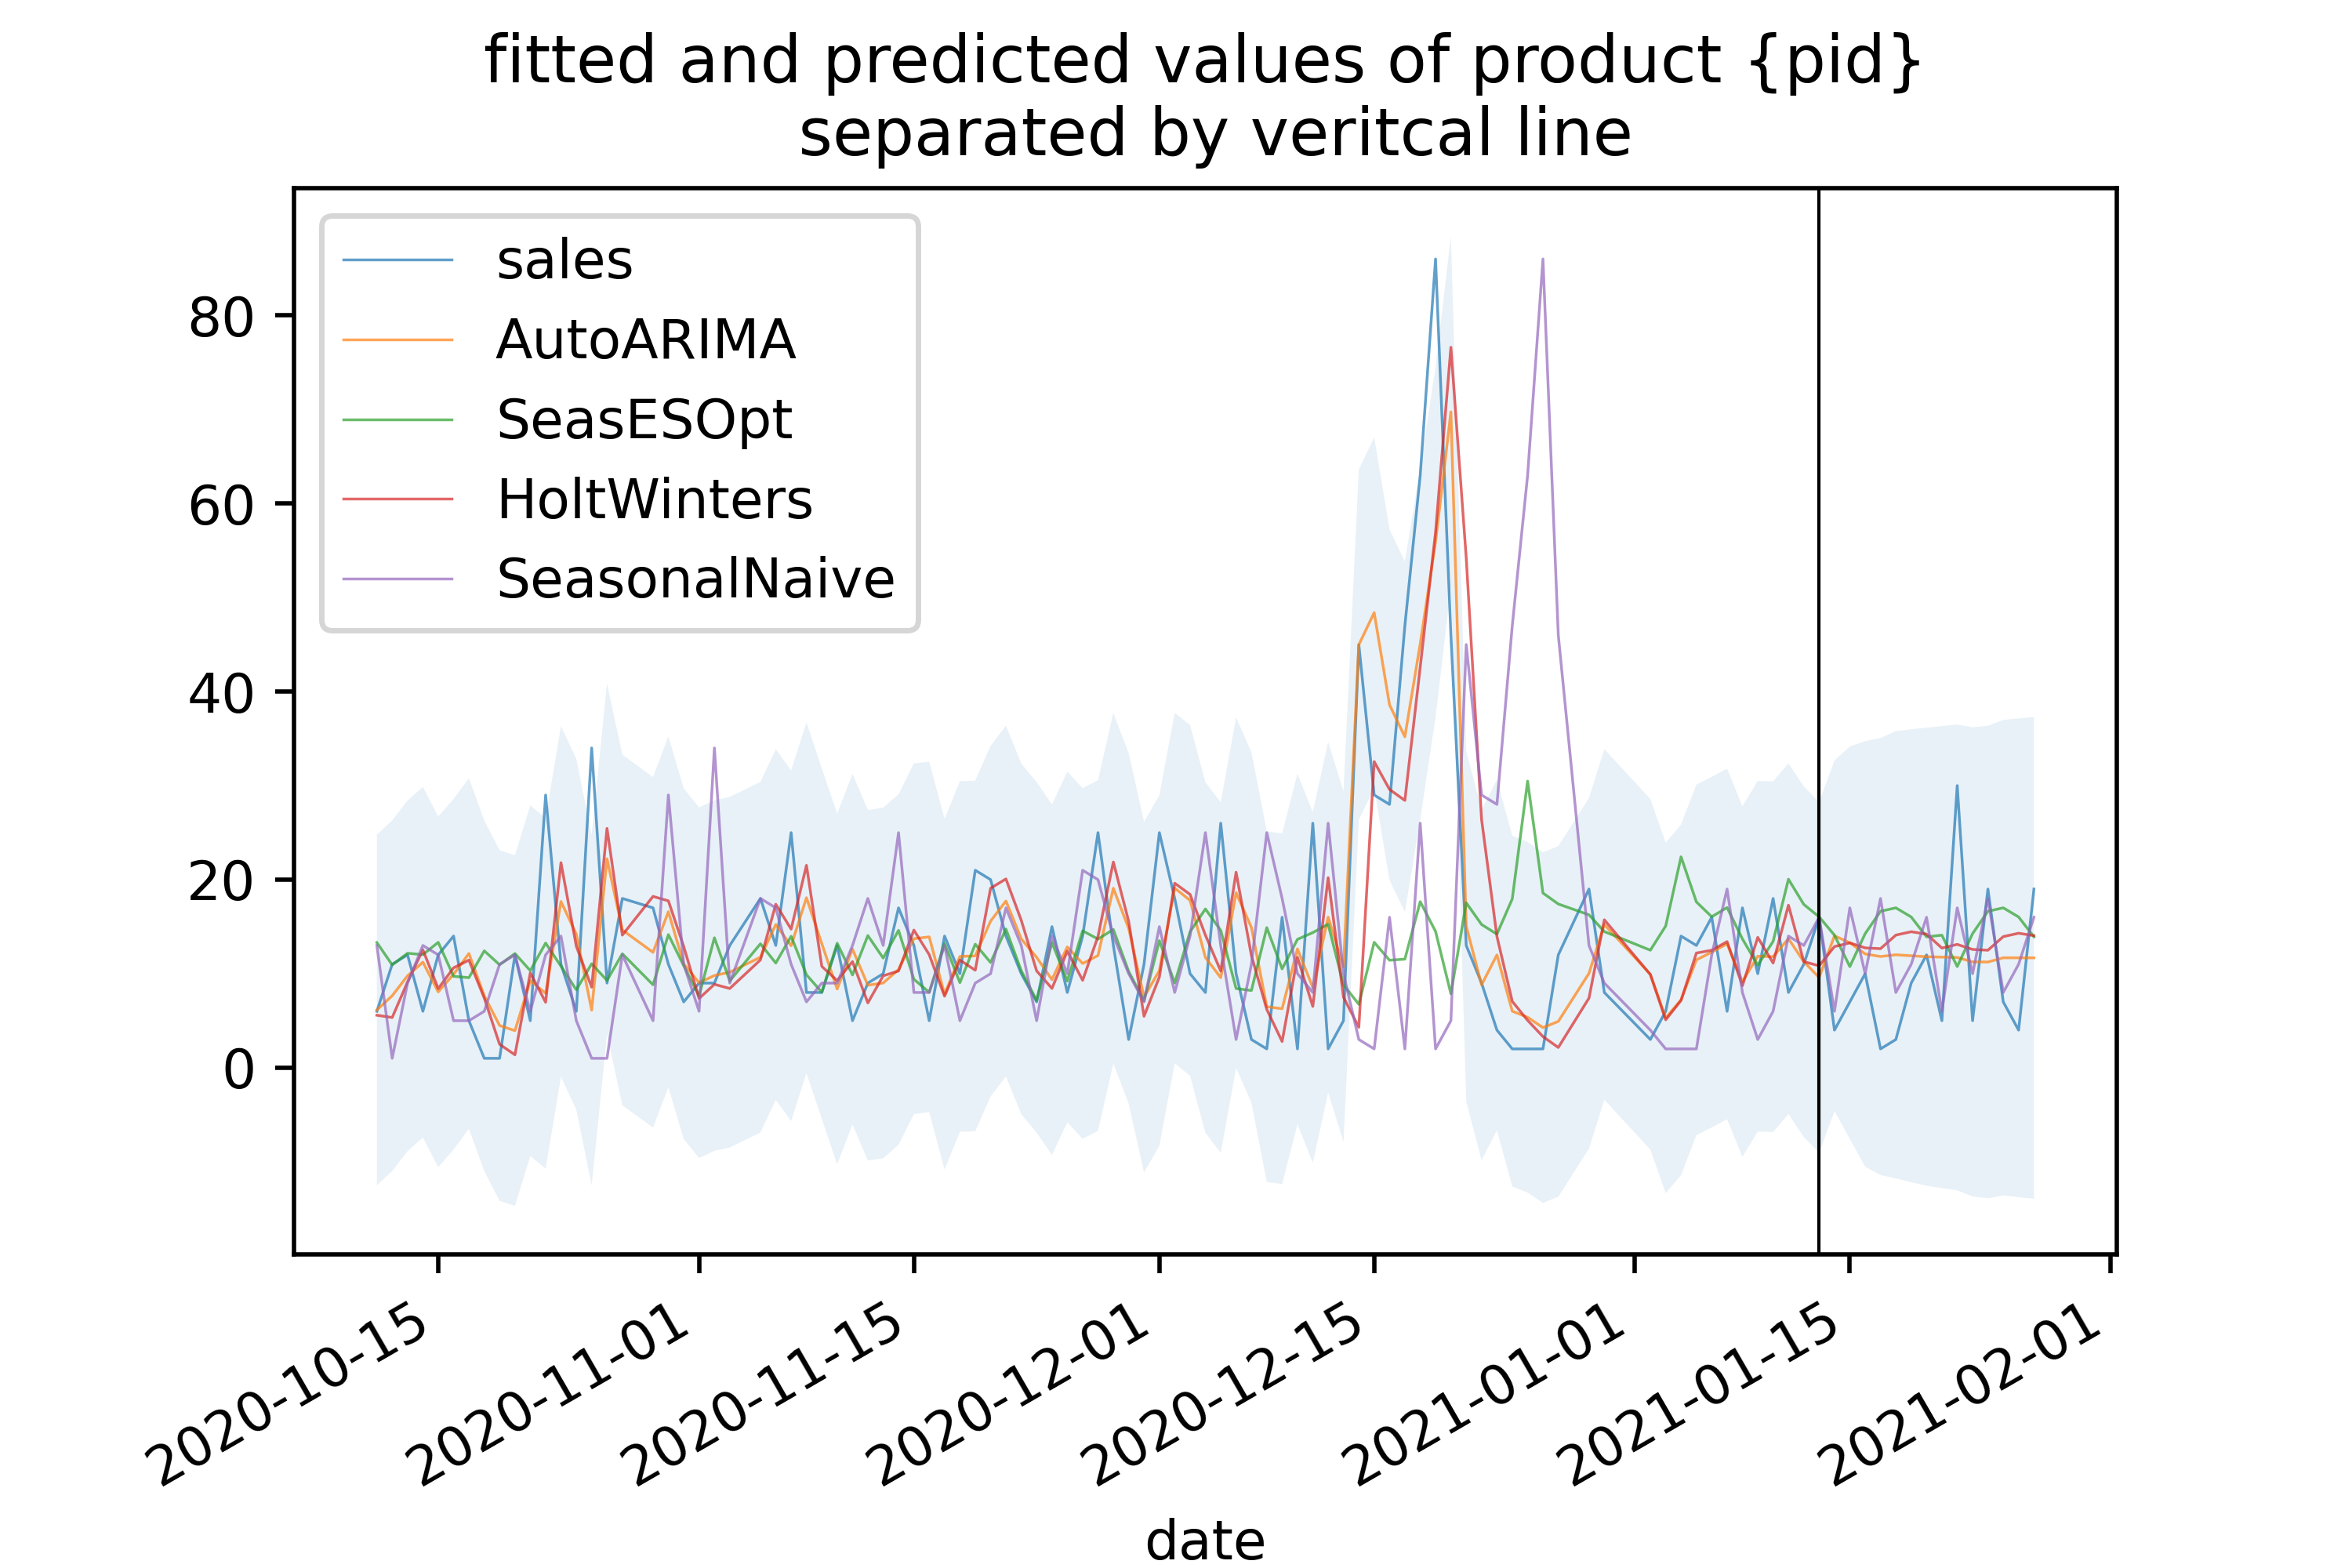 fitted and predicted values of product {pid}
separated by veritcal line
sales
AutoARIMA
SeasESOpt
HoltWinters
SeasonalNaive
80
60
40
20
0
2020-10-15
2020-11-01
2020-11-15
2020-12-01
2020-12-15
2021-01-01
2021-01-15
2021-02-01
date